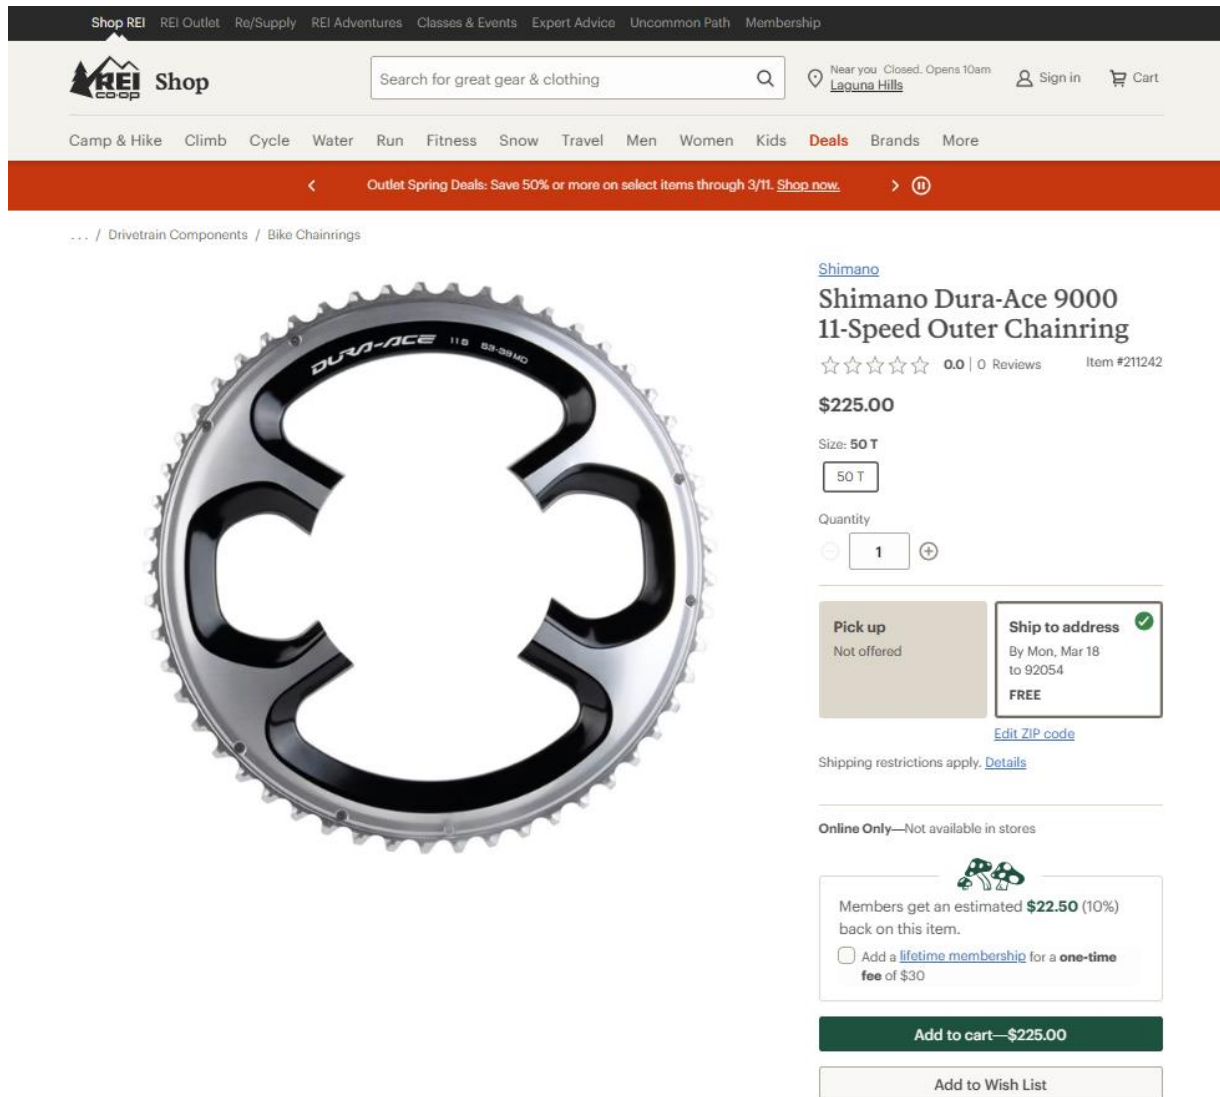 Shop REI REI Outlet Re/Supply REI Adventures Classes & Events Expert Advice Uncommon Path Membership
REI
CO·OP
Shop
Search for great gear & clothing
Near you Closed. Opens 10am
Laguna Hills
Sign in
Cart
Camp & Hike Climb Cycle Water Run Fitness Snow Travel Men Women Kids Deals Brands More
Outlet Spring Deals: Save 50% or more on select items through 3/11. Shop now.
... / Drivetrain Components / Bike Chainrings
DURA-ACE 11S 53-39MD
Shimano
Shimano Dura-Ace 9000
11-Speed Outer Chainring
0.0 | 0 Reviews
Item #211242
$225.00
Size: 50 T
50 T
Quantity
1
Pick up
Not offered
Ship to address
By Mon, Mar 18
to 92054
FREE
Edit ZIP code
Shipping restrictions apply. Details
Online Only—Not available in stores
Members get an estimated $22.50 (10%)
back on this item.
Add a lifetime membership for a one-time
fee of $30
Add to cart—$225.00
Add to Wish List